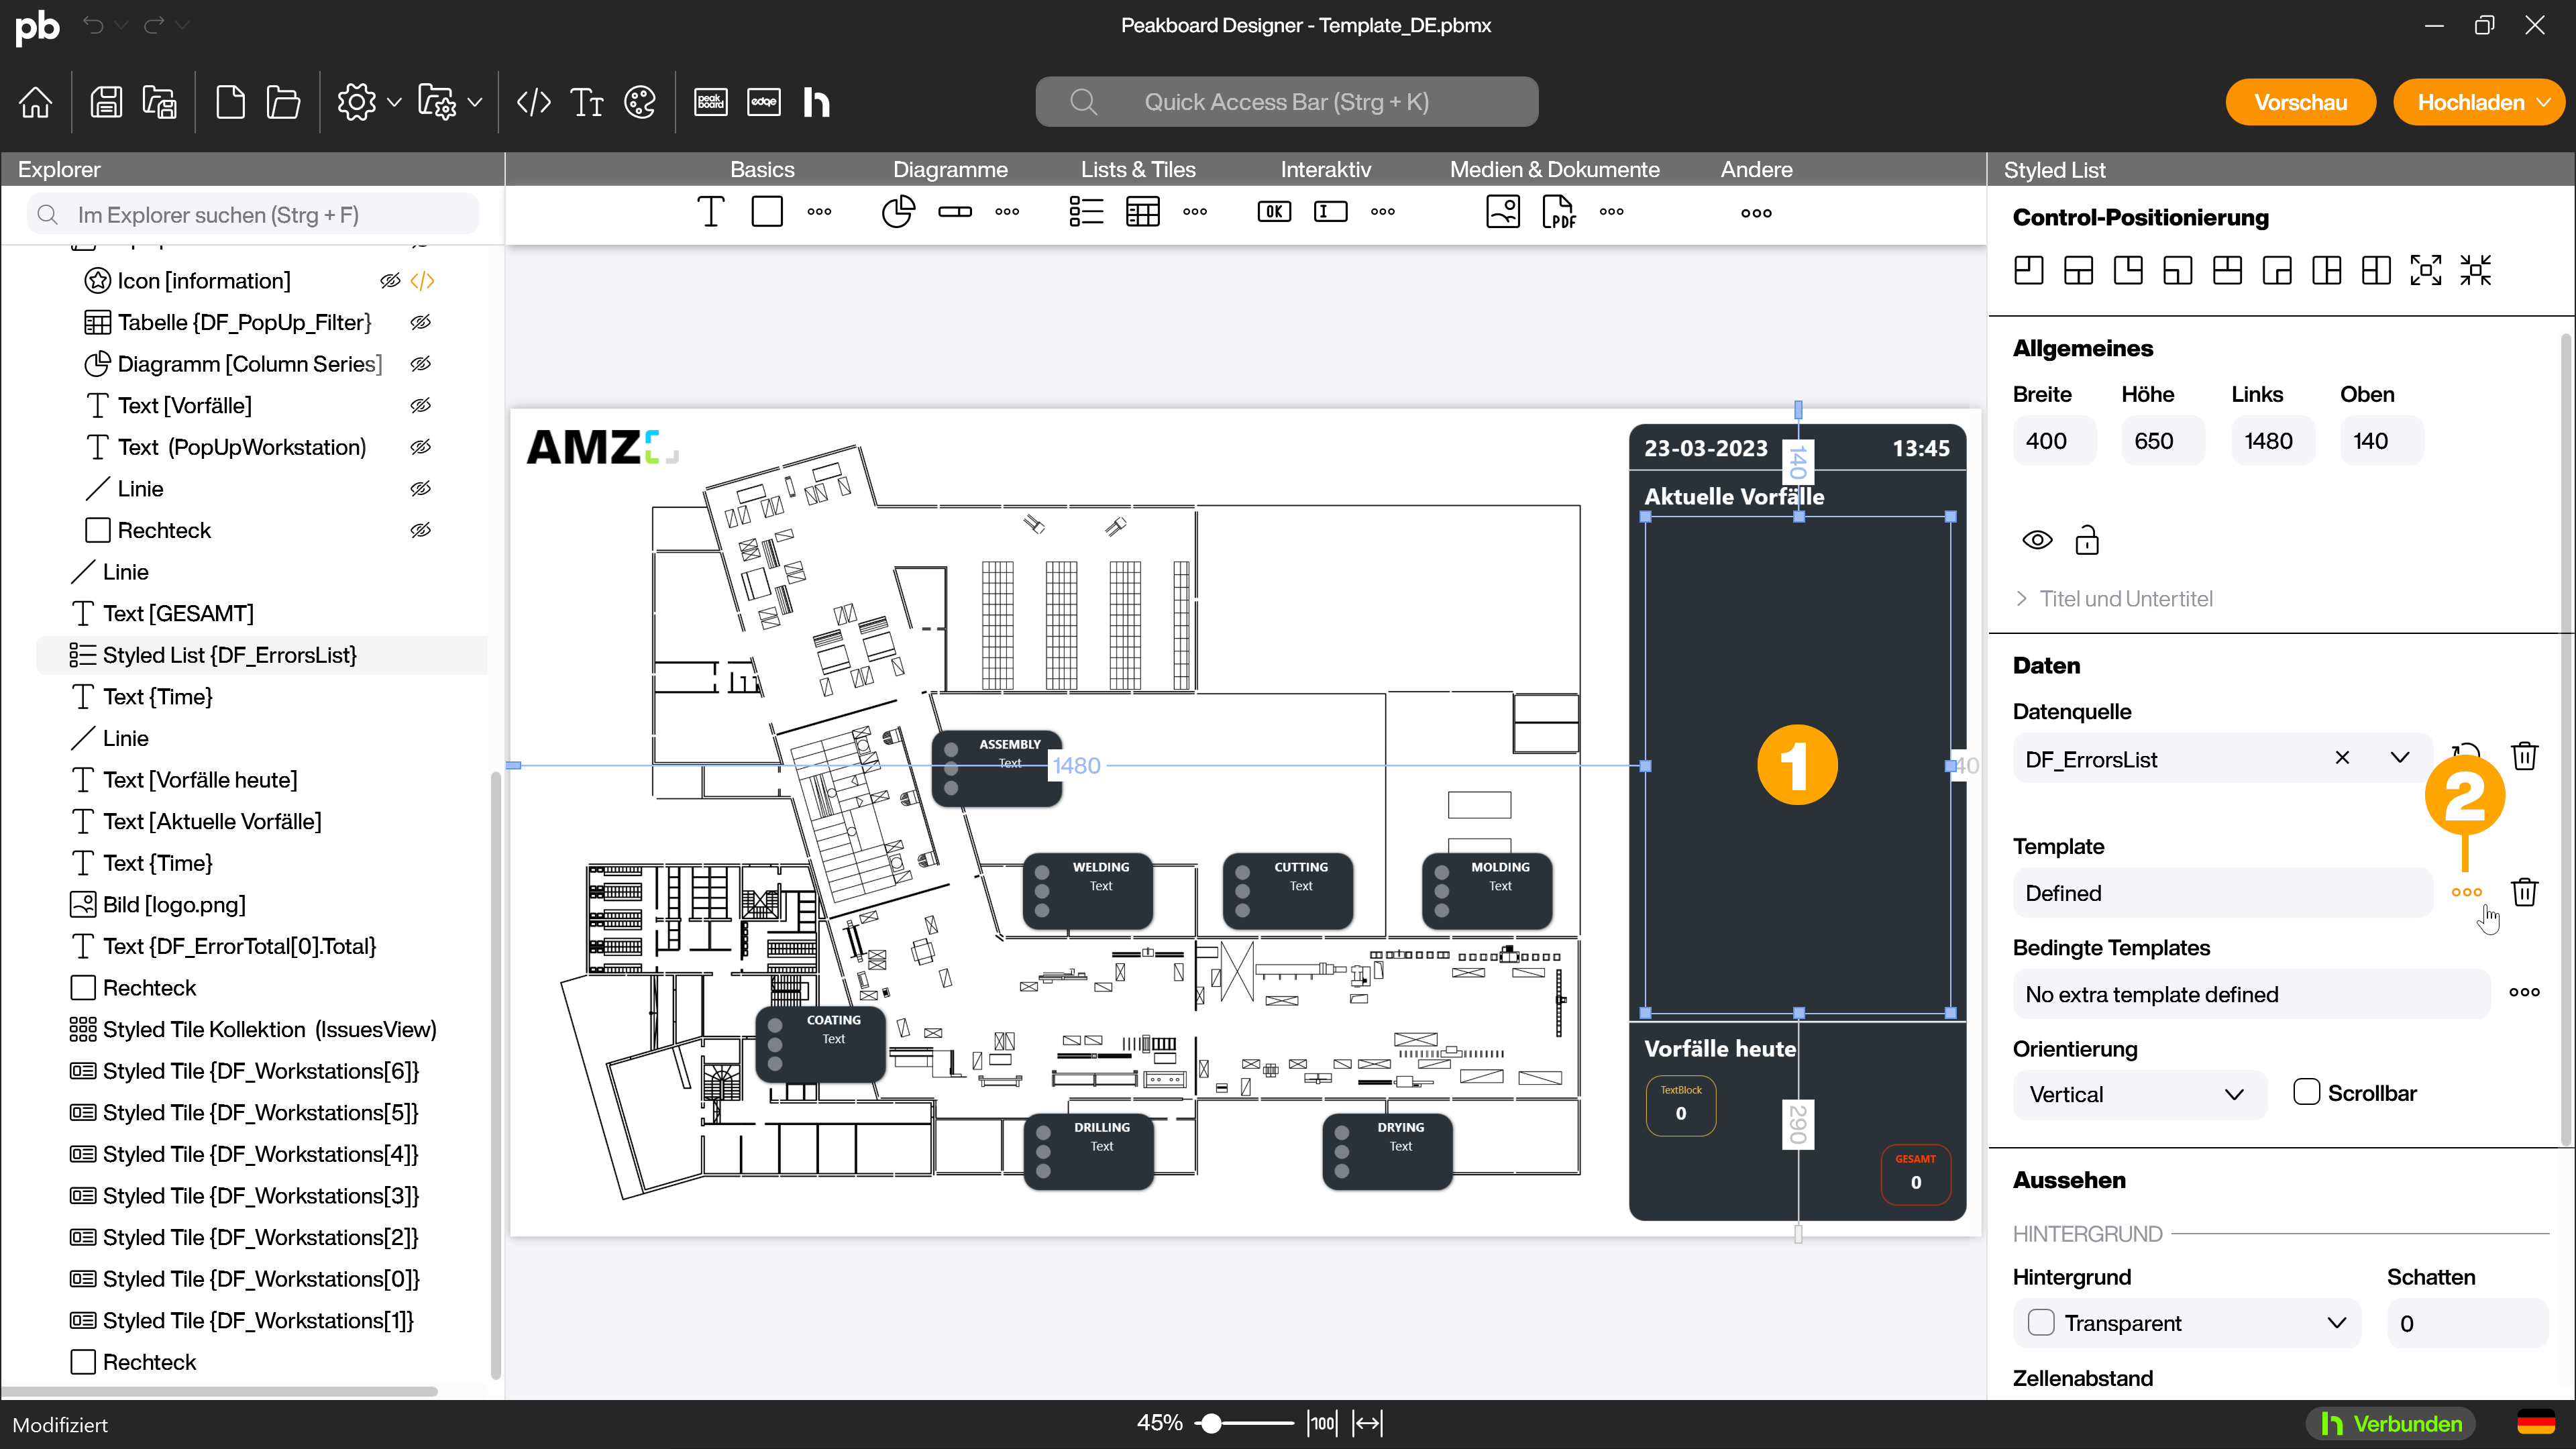 pb
Peakboard Designer - Template_DE.pbmx
peak board
edge
Quick Access Bar (Strg + K)
Vorschau
Hochladen
Explorer
Basics
Diagramme
Lists & Tiles
Interaktiv
Medien & Dokumente
Andere
Styled List
Im Explorer suchen (Strg + F)
OK
PDF
Icon [information]
Tabelle {DF_PopUp_Filter}
Diagramm [Column Series]
Text [Vorfälle]
Text (PopUpWorkstation)
Linie
Rechteck
Linie
Text [GESAMT]
Styled List {DF_ErrorsList}
Text {Time}
Linie
Text [Vorfälle heute]
Text [Aktuelle Vorfälle]
Text {Time}
Bild [logo.png]
Text {DF_ErrorTotal[0].Total}
Rechteck
Styled Tile Kollektion (IssuesView)
Styled Tile {DF_Workstations[6]}
Styled Tile {DF_Workstations[5]}
Styled Tile {DF_Workstations[4]}
Styled Tile {DF_Workstations[3]}
Styled Tile {DF_Workstations[2]}
Styled Tile {DF_Workstations[0]}
Styled Tile {DF_Workstations[1]}
Rechteck
AMZ
23-03-2023
140
13:45
Aktuelle Vorfälle
ASSEMBLY
Text
1480
1
40
WELDING
Text
CUTTING
Text
MOLDING
Text
COATING
Text
DRILLING
Text
DRYING
Text
Vorfälle heute
TextBlock
0
290
GESAMT
0
Control-Positionierung
Allgemeines
Breite
Höhe
Links
Oben
400
650
1480
140
Titel und Untertitel
Daten
Datenquelle
DF_ErrorsList
2
Template
Defined
Bedingte Templates
No extra template defined
Orientierung
Vertical
Scrollbar
Aussehen
HINTERGRUND
Hintergrund
Schatten
Transparent
0
Zellenabstand
Modifiziert
45%
100
Verbunden